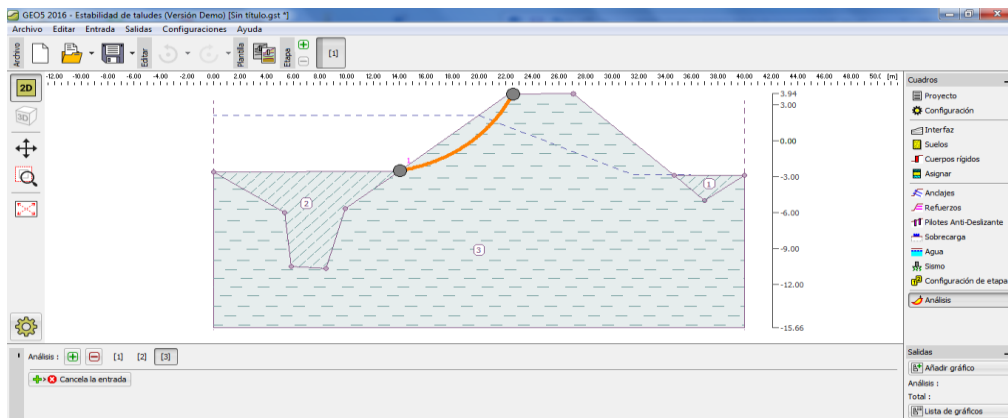 GEO5 2016 - Estabilidad de taludes (Versión Demo) [Sin título.gst *]
Archivo Editar Entrada Salidas Configuraciones Ayuda
Archivo Editar Plantilla Etapa [1]
-12.00 -10.00 -8.00 -6.00 -4.00 -2.00 0.00 2.00 4.00 6.00 8.00 10.00 12.00 14.00 16.00 18.00 20.00 22.00 24.00 26.00 28.00 30.00 32.00 34.00 36.00 38.00 40.00 42.00 44.00 46.00 48.00 50.( [m]
2D
3D
3.94
3.00
0.00
-3.00
-6.00
-9.00
-12.00
-15.66
1
1
2
3
Cuadros
Proyecto
Configuración
Interfaz
Suelos
Cuerpos rígidos
Asignar
Anclajes
Refuerzos
Pilotes Anti-Deslizante
Sobrecarga
Agua
Sismo
Configuración de etapa
Análisis
Análisis : [1] [2] [3]
Cancela la entrada
Salidas
Añadir gráfico
Análisis :
Total :
Lista de gráficos